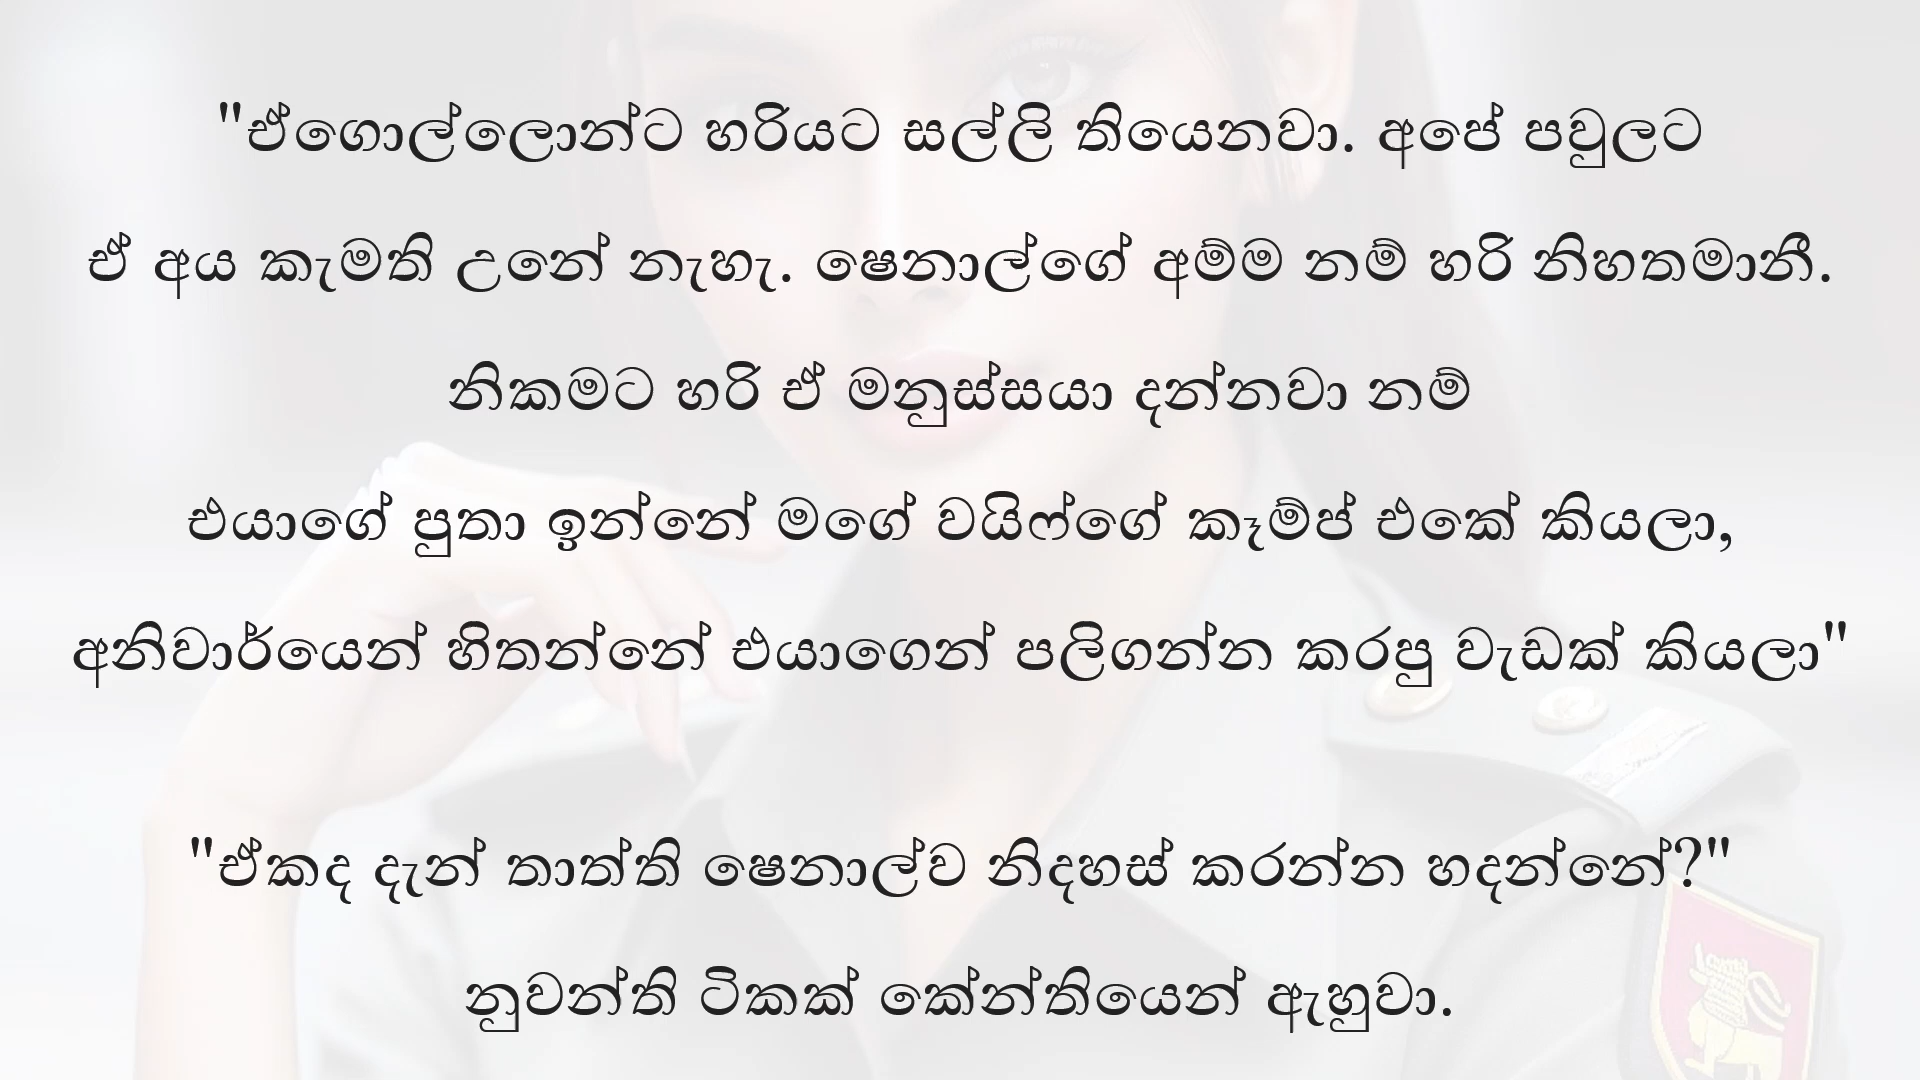 "ඒගොල්ලොන්ට හරියට සල්ලි තියෙනවා. අපේ පවුලට
ඒ අය කැමති උනේ නැහැ. ෂෙනාල්ගේ අම්ම නම් හරි නිහතමානී.
නිකමට හරි ඒ මනුස්සයා දන්නවා නම්
එයාගේ පුතා ඉන්නේ මගේ වයිෆ්ගේ කෑම්ප් එකේ කියලා,
අනිවාර්යෙන් හිතන්නේ එයාගෙන් පලිගන්න කරපු වැඩක් කියලා"
"ඒකද දැන් තාත්ති ෂෙනාල්ව නිදහස් කරන්න හදන්නේ?"
නුවන්ති ටිකක් කේන්තියෙන් ඇහුවා.